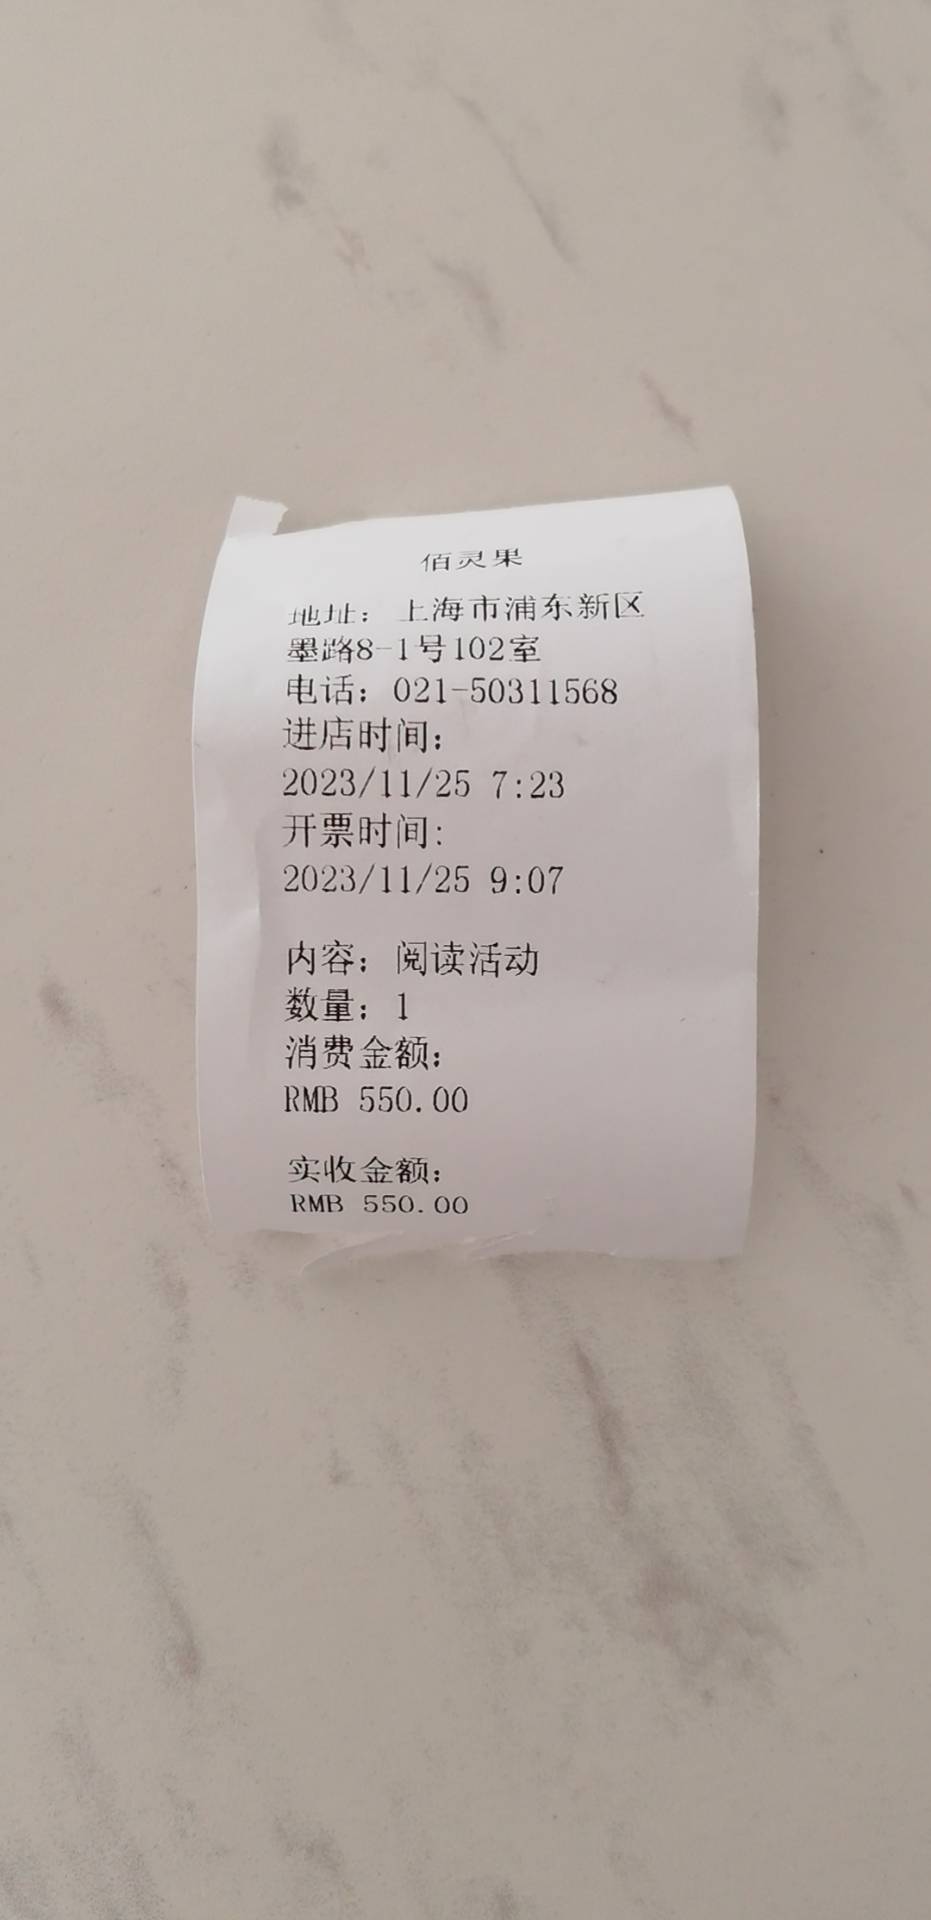 佰灵果
地址：上海市浦东新区
墨路8-1号102室
电话：021-50311568
进店时间：
2023/11/25 7:23
开票时间：
2023/11/25 9:07
内容：阅读活动
数量：1
消费金额：
RMB 550.00
实收金额：
RMB 550.00